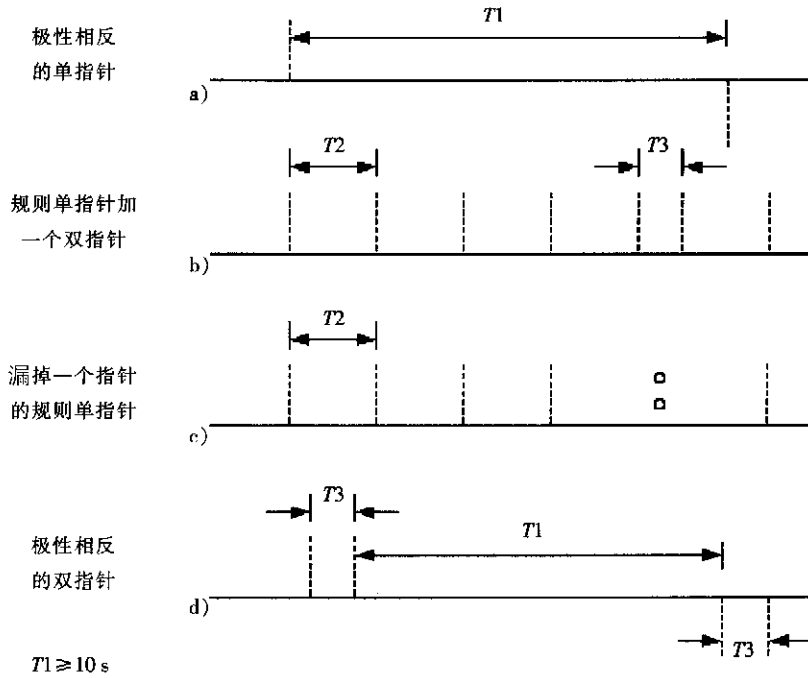 极性相反
的单指针
T1
a)
T2
T3
规则单指针加
一个双指针
b)
T2
漏掉一个指针
的规则单指针
c)
T3
T1
极性相反
的双指针
d)
T3
T1≥10 s